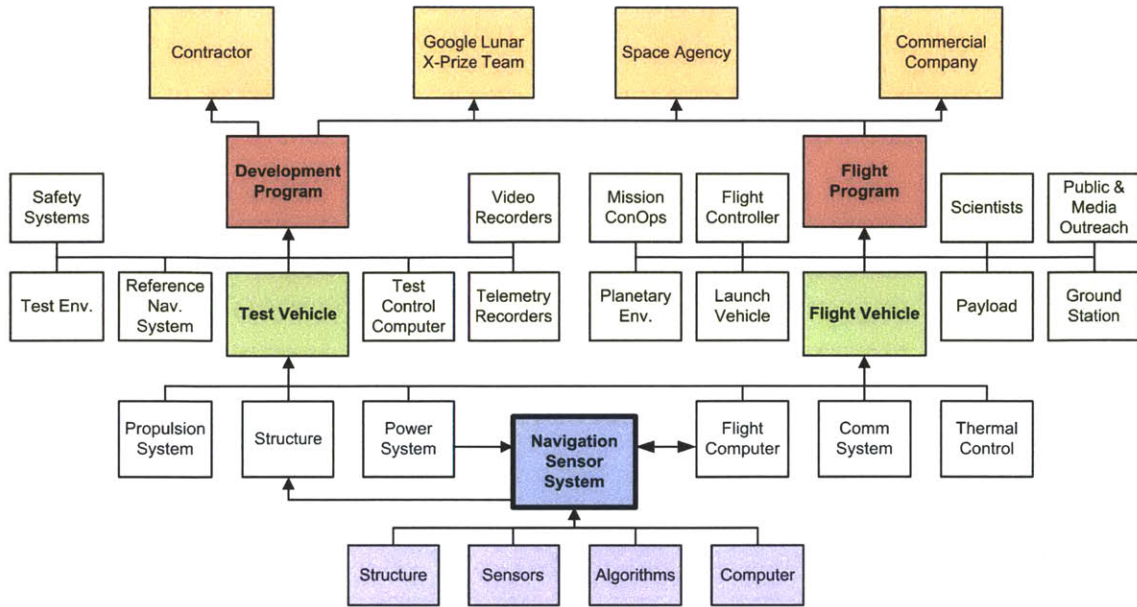 Contractor
Google Lunar
X-Prize Team
Space Agency
Commercial
Company
Development
Program
Flight
Program
Safety
Systems
Video
Recorders
Mission
ConOps
Flight
Controller
Scientists
Public &
Media
Outreach
Test Env.
Reference
Nav.
System
Test Vehicle
Test
Control
Computer
Telemetry
Recorders
Planetary
Env.
Launch
Vehicle
Flight Vehicle
Payload
Ground
Station
Propulsion
System
Structure
Power
System
Navigation
Sensor
System
Flight
Computer
Comm
System
Thermal
Control
Structure
Sensors
Algorithms
Computer